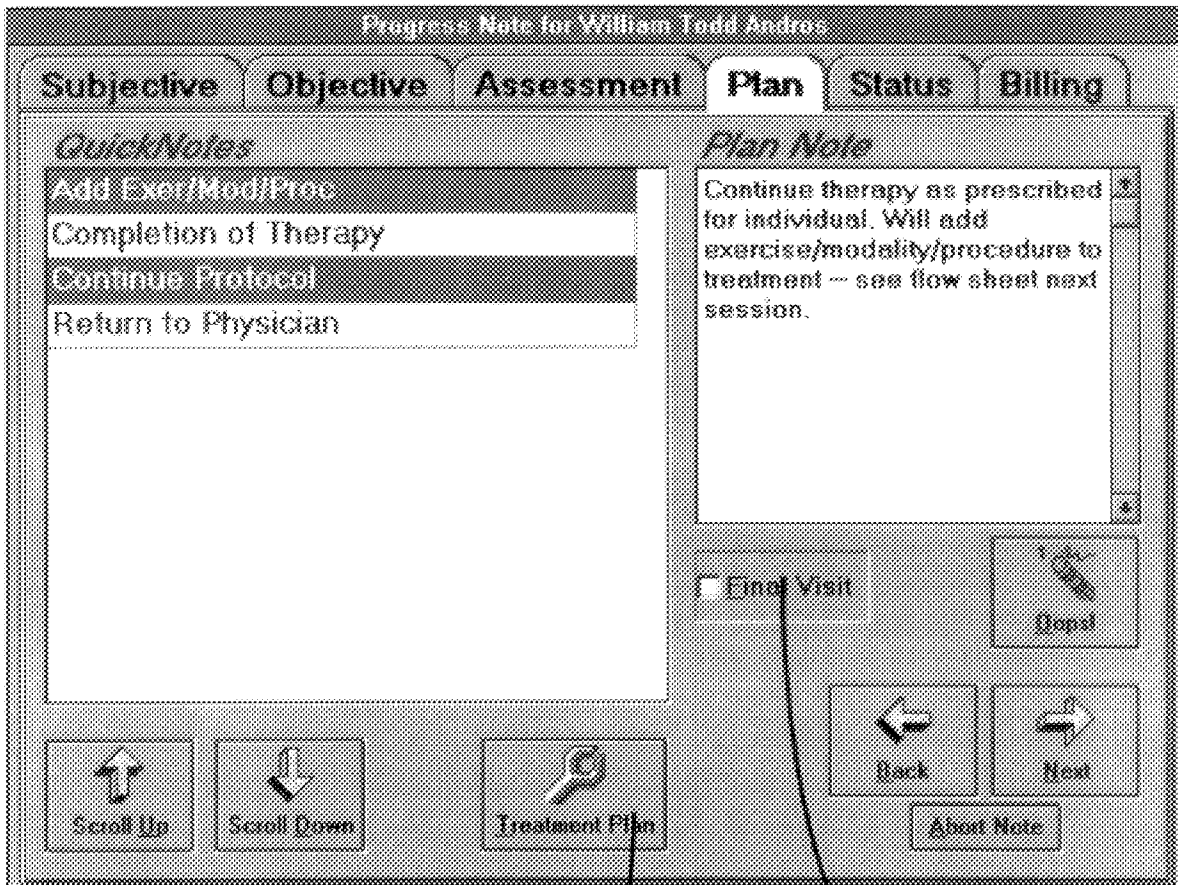 Progress Note for William Todd Andros
Subjective Objective Assessment Plan Status Billing
QuickNotes
Add Exer/Mod/Proc
Completion of Therapy
Continue Protocol
Return to Physician
Plan Note
Continue therapy as prescribed
for individual. Will add
exercise/modality/procedure to
treatment -- see flow sheet next
session.
Final Visit
Oops!
Back
Next
Scroll Up
Scroll Down
Treatment Plan
Abort Note